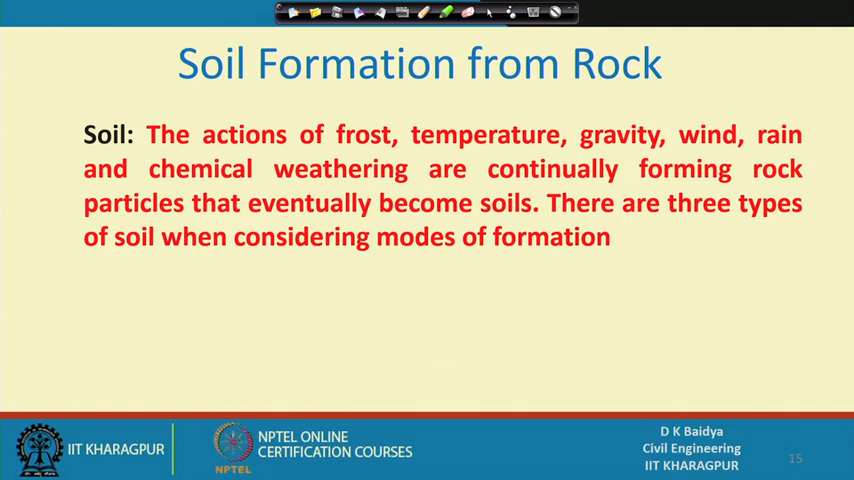 Soil Formation from Rock
Soil: The actions of frost, temperature, gravity, wind, rain
and chemical weathering are continually forming rock
particles that eventually become soils. There are three types
of soil when considering modes of formation
IIT KHARAGPUR
NPTEL
NPTEL ONLINE
CERTIFICATION COURSES
D K Baidya
Civil Engineering
IIT KHARAGPUR
15